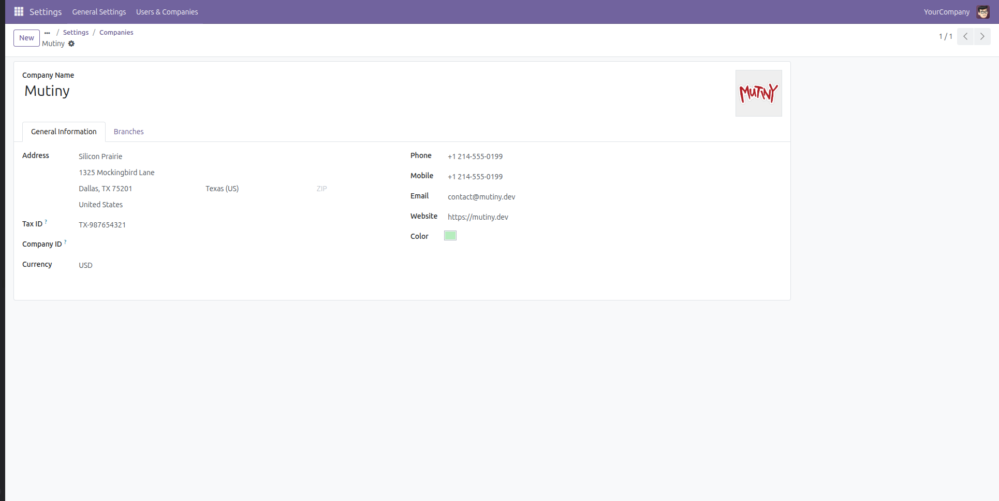 Settings General Settings Users & Companies YourCompany
New ... / Settings / Companies 1 / 1
Mutiny
Company Name
Mutiny
MUTINY
General Information Branches
Address Silicon Prairie Phone +1 214-555-0199
1325 Mockingbird Lane Mobile +1 214-555-0199
Dallas, TX 75201 Texas (US) ZIP Email contact@mutiny.dev
United States Website https://mutiny.dev
Tax ID ? TX-987654321 Color
Company ID ?
Currency USD